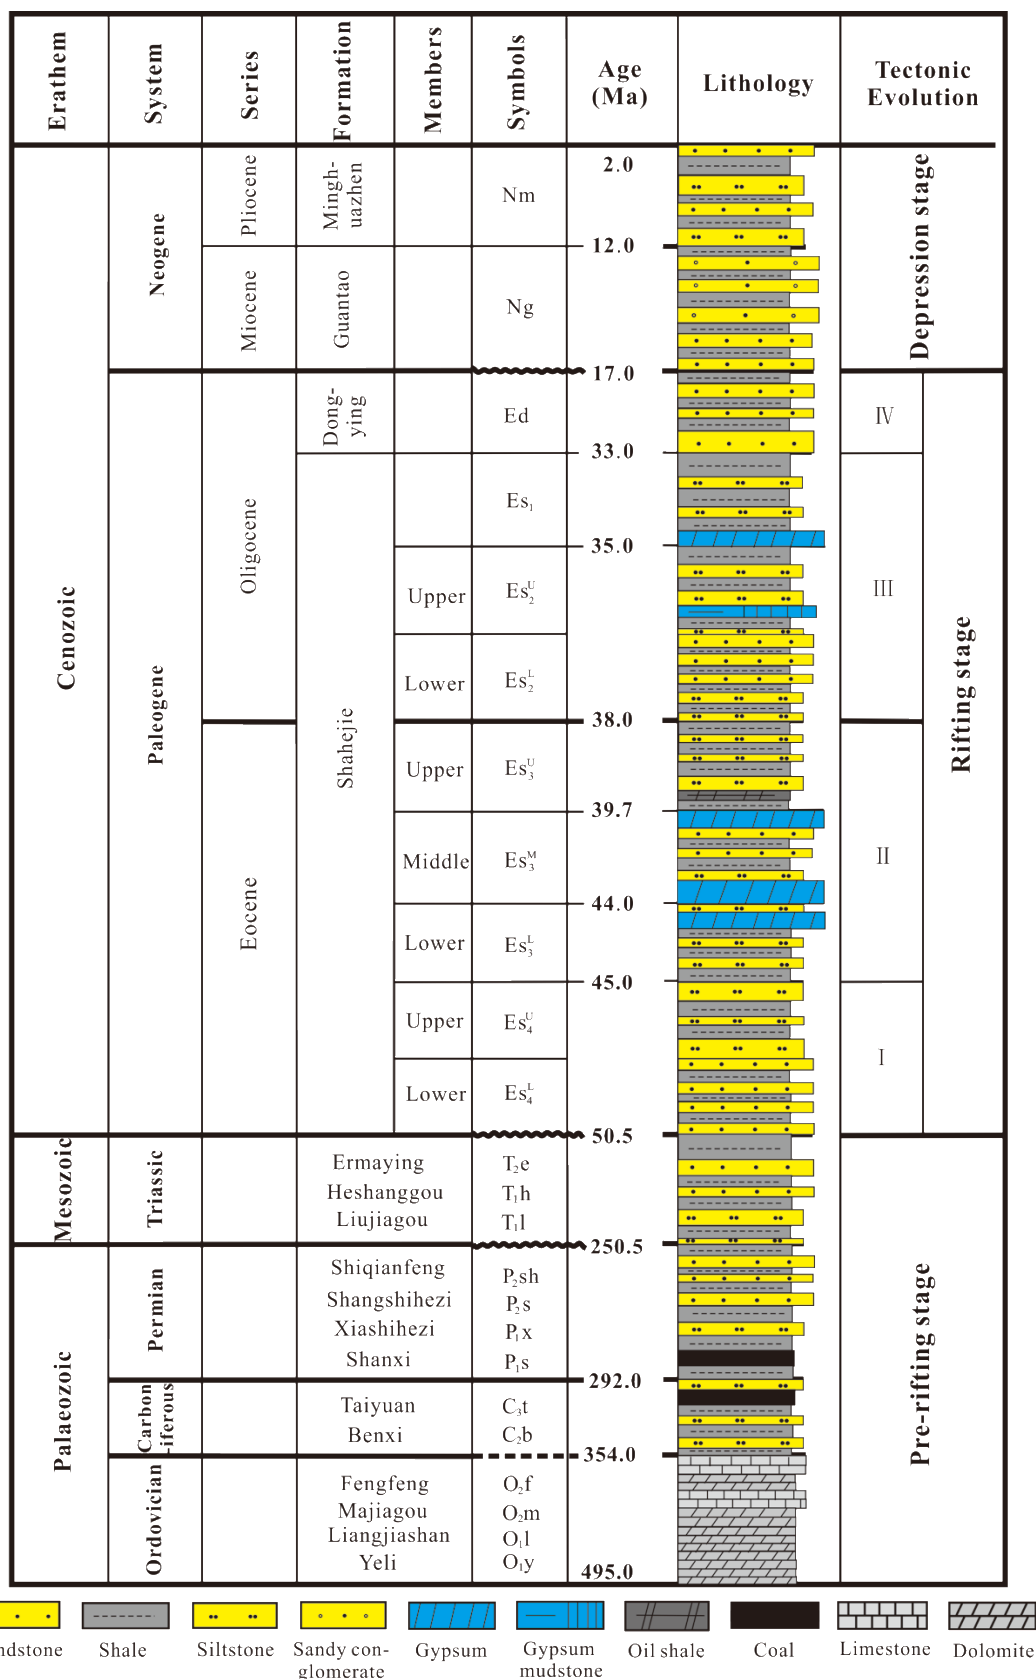 Erathem
System
Series
Formation
Members
Symbols
Age
(Ma)
Lithology
Tectonic
Evolution
Cenozoic
Neogene
Pliocene
Mingh-
uazhen
Nm
2.0
12.0
Depression stage
Miocene
Guantao
Ng
17.0
Paleogene
Oligocene
Dong-
ying
Ed
33.0
IV
Rifting stage
Shahejie
Es1
35.0
III
Upper
Es2U
Lower
Es2L
38.0
Eocene
Upper
Es3U
39.7
II
Middle
Es3M
44.0
Lower
Es3L
45.0
Upper
Es4U
I
Lower
Es4L
50.5
Mesozoic
Triassic
Ermaying
T2e
Heshanggou
T1h
Liujiagou
T1l
250.5
Pre-rifting stage
Palaeozoic
Permian
Shiqianfeng
P2sh
Shangshihezi
P2s
Xiashihezi
P1x
Shanxi
P1s
292.0
Carbon
-iferous
Taiyuan
C3t
Benxi
C2b
354.0
Ordovician
Fengfeng
O2f
Majiagou
O2m
Liangjiashan
O1l
Yeli
O1y
495.0
ndstone
Shale
Siltstone
Sandy con-
glomerate
Gypsum
Gypsum
mudstone
Oil shale
Coal
Limestone
Dolomite